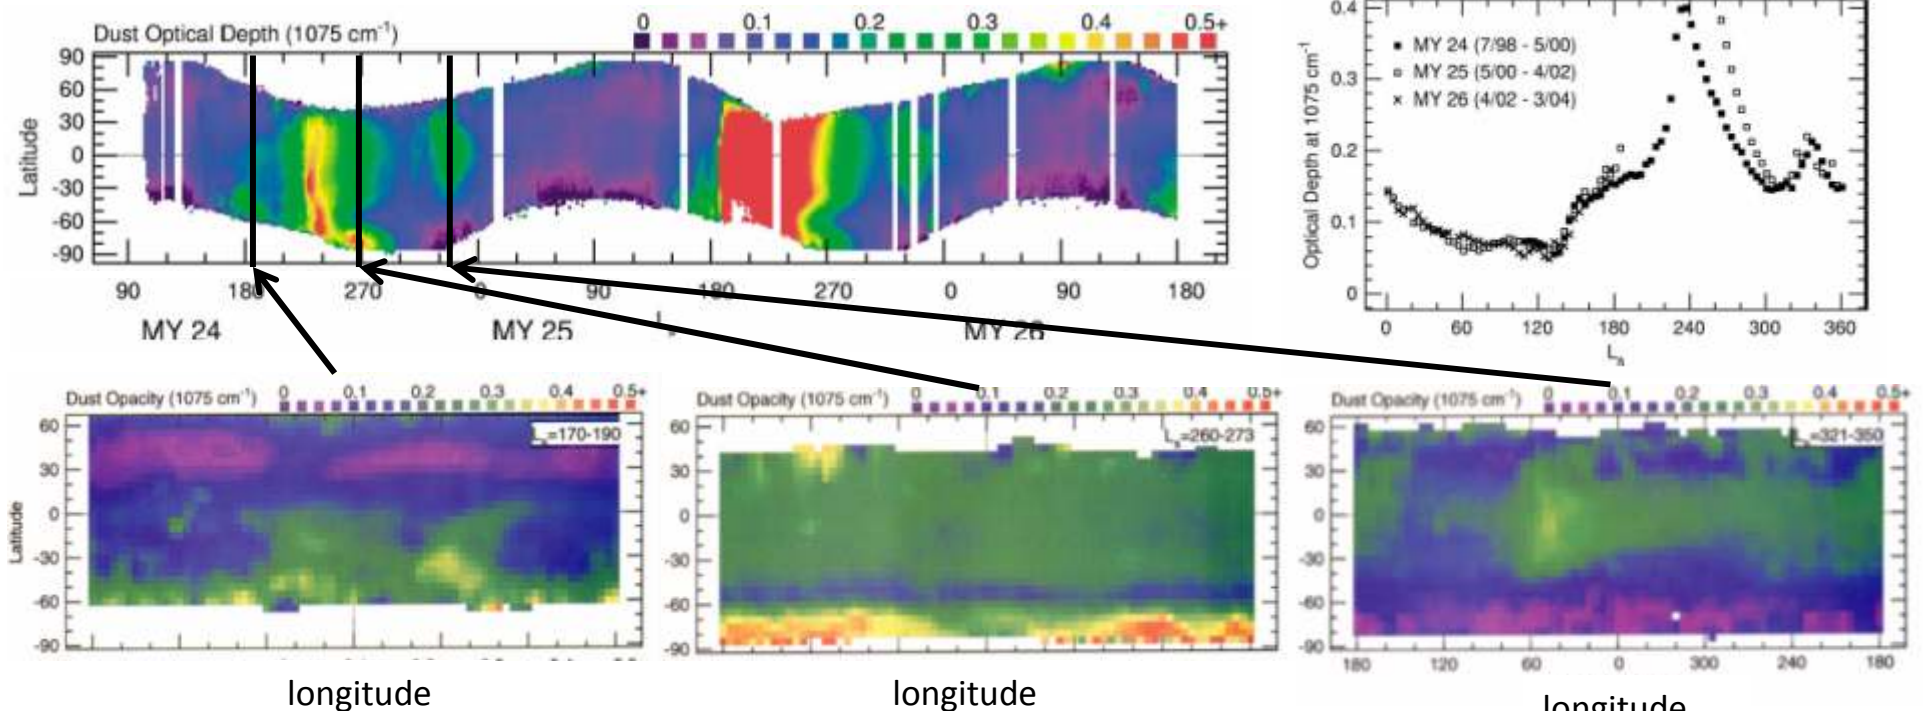 Dust Optical Depth (1075 cm⁻¹)
0 0.1 0.2 0.3 0.4 0.5+
Latitude
90
60
30
0
-30
-60
-90
90 180 270 0 90 180 270 0 90 180
MY 24 MY 25 MY 26
Optical Depth at 1075 cm⁻¹
0.4
0.3
0.2
0.1
0
MY 24 (7/98 - 5/00)
MY 25 (5/00 - 4/02)
MY 26 (4/02 - 3/04)
0 60 120 180 240 300 360
Lₛ
Dust Opacity (1075 cm⁻¹)
0 0.1 0.2 0.3 0.4 0.5+
Lₛ=170-190
Latitude
60
30
0
-30
-60
-90
longitude
Dust Opacity (1075 cm⁻¹)
0 0.1 0.2 0.3 0.4 0.5+
Lₛ=260-273
60
30
0
-30
-60
-90
longitude
Dust Opacity (1075 cm⁻¹)
0 0.1 0.2 0.3 0.4 0.5+
Lₛ=321-350
60
30
0
-30
-60
-90
180 120 60 0 300 240 180
longitude